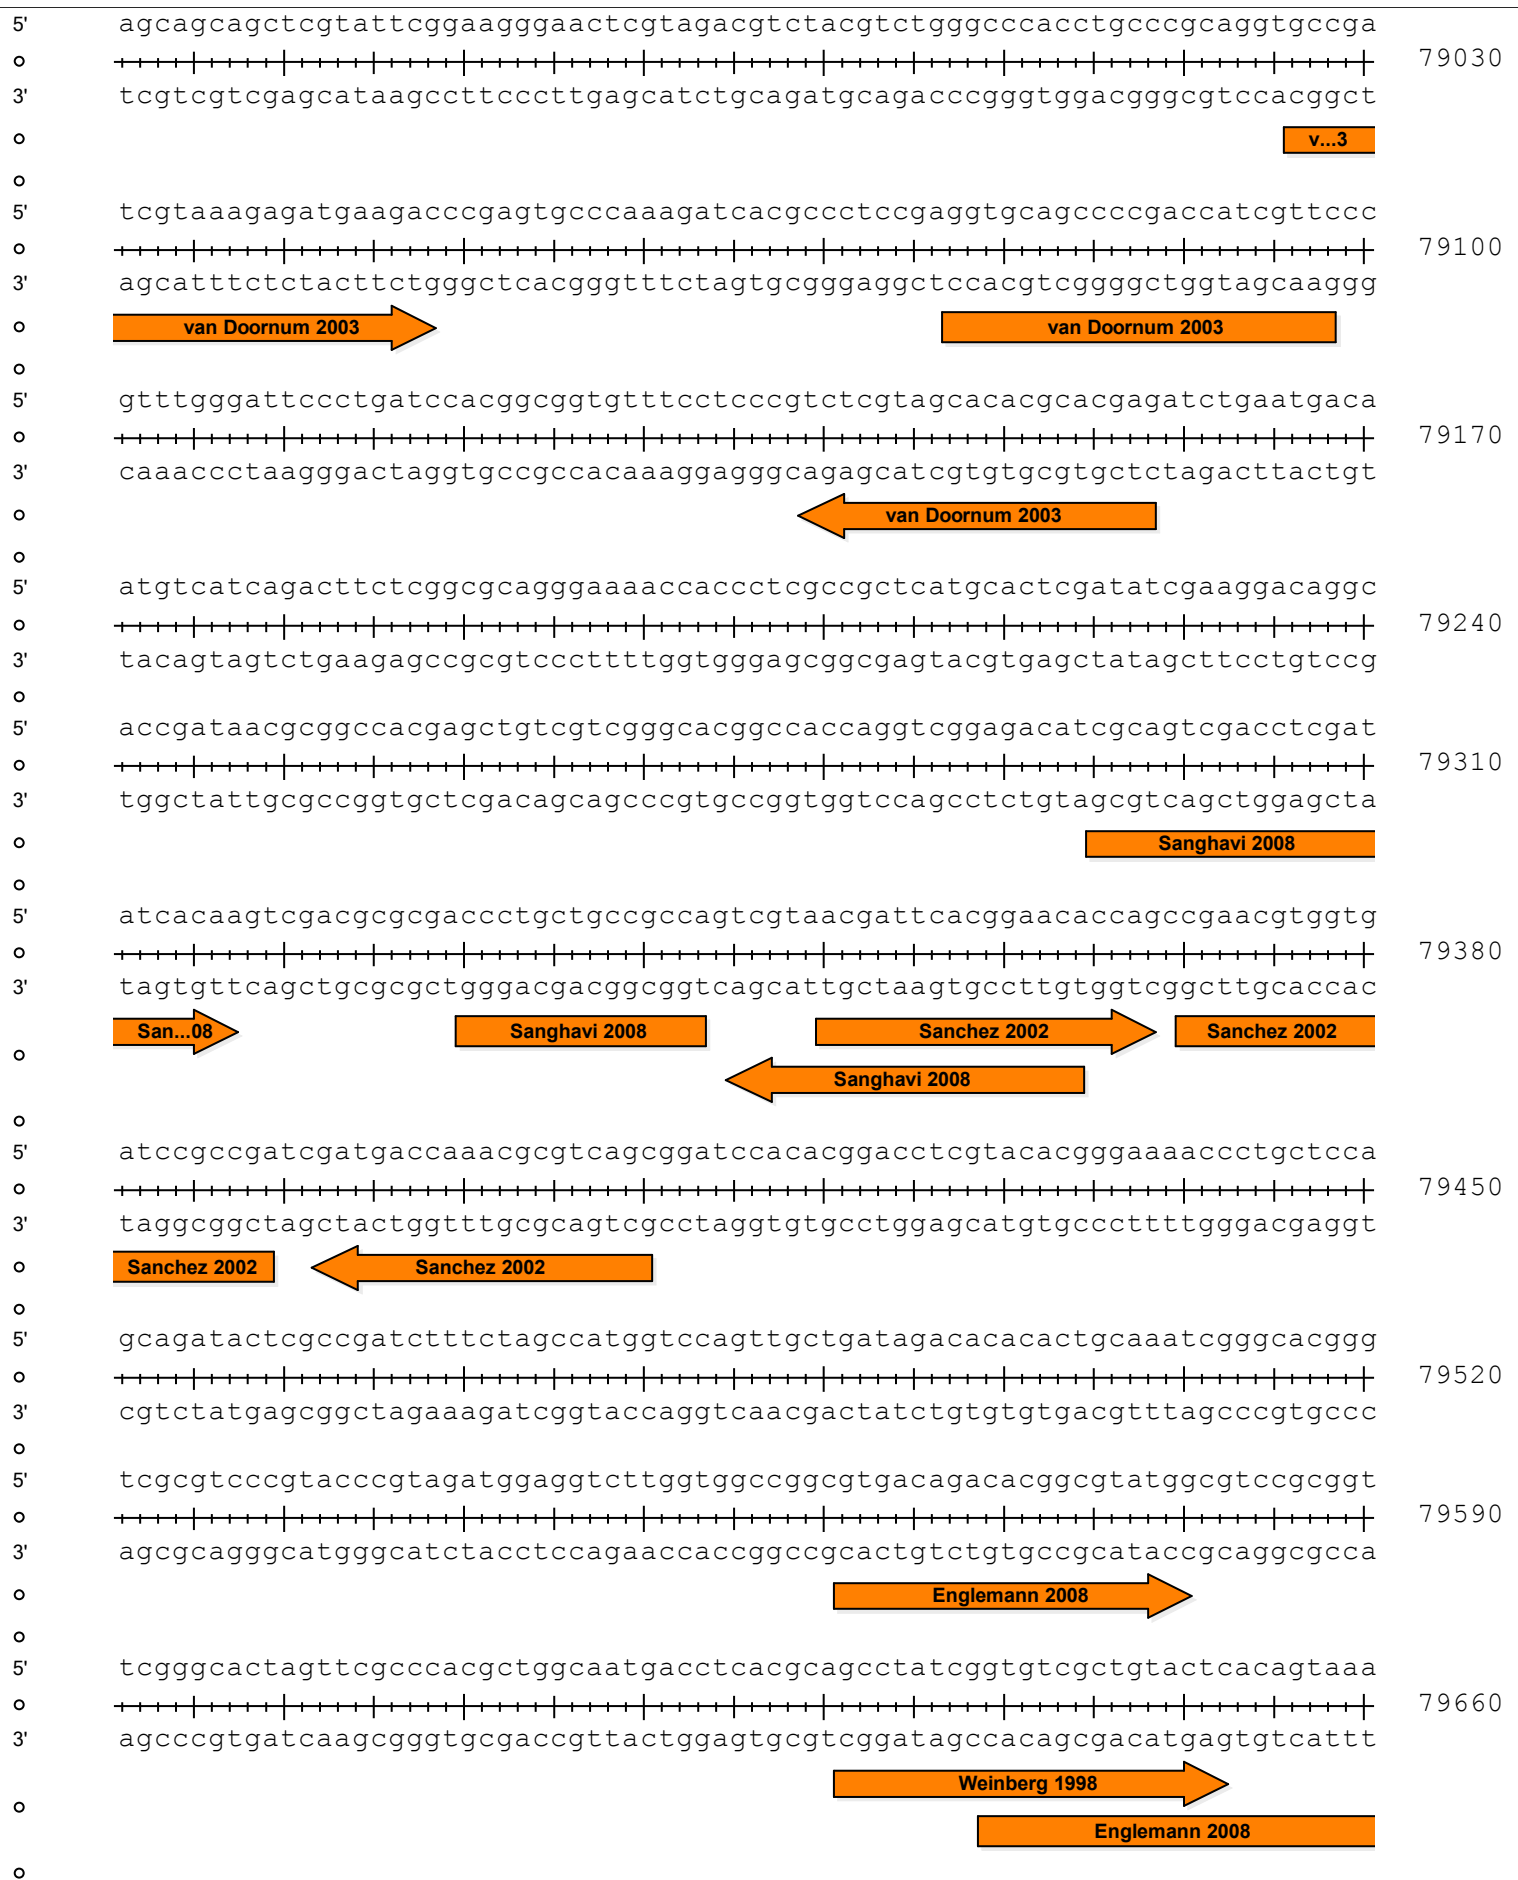 5' agcagcagctcgtattcggaagggaactcgtagacgtctacgtctgggcccacctgcccgcaggtgccga
79030
3' tcgtcgtcgagcataagccttcccttgagcatctgcagatgcagacccgggtggacgggcgtccacggct
v...3
5' tcgtaaagagatgaagacccgagtgcccaaagatcacgccctccgaggtgcagccccgaccatcgttccc
79100
3' agcatttctctacttctgggctcacgggtttctagtgcgggaggctccacgtcggggctggtagcaaggg
van Doornum 2003 van Doornum 2003
5' gtttgggattccctgatccacggcggtgtttcctcccgtctcgtagcacacgcacgagatctgaatgaca
79170
3' caaaccctaagggactaggtgccgccacaaaggagggcagagcatcgtgtgcgtgctctagacttactgt
van Doornum 2003
5' atgtcatcagacttctcggcgcagggaaaaccaccctcgccgctcatgcactcgatatcgaaggacaggc
79240
3' tacagtagtctgaagagccgcgtcccttttggtgggagcggcgagtacgtgagctatagcttcctgtccg
5' accgataacgcggccacgagctgtcgtcgggcacggccaccaggtcggagacatcgcagtcgacctcgat
79310
3' tggctattgcgccggtgctcgacagcagcccgtgccggtggtccagcctctgtagcgtcagctggagcta
Sanghavi 2008
5' atcacaagtcgacgcgcgaccctgctgccgccagtcgtaacgattcacggaacaccagccgaacgtggtg
79380
3' tagtgttcagctgcgcgctgggacgacggcggtcagcattgctaagtgccttgtggtcggcttgcaccac
San...08 Sanghavi 2008 Sanchez 2002 Sanchez 2002
Sanghavi 2008
5' atccgccgatcgatgaccaaacgcgtcagcggatccacacggacctcgtacacgggaaaaccctgctcca
79450
3' taggcggctagctactggtttgcgcagtcgcctaggtgtgcctggagcatgtgcccttttgggacgaggt
Sanchez 2002 Sanchez 2002
5' gcagatactcgccgatctttctagccatggtccagttgctgatagacacacactgcaaatcgggcacggg
79520
3' cgtctatgagcggctagaaagatcggtaccaggtcaacgactatctgtgtgtgacgtttagcccgtgccc
5' tcgcgtcccgtacccgtagatggaggtcttggtggccggcgtgacagacacggcgtatggcgtccgcggt
79590
3' agcgcagggcatgggcatctacctccagaaccaccggccgcactgtctgtgccgcataccgcaggcgcca
Englemann 2008
5' tcgggcactagttcgcccacgctggcaatgacctcacgcagcctatcggtgtcgctgtactcacagtaaa
79660
3' agcccgtgatcaagcgggtgcgaccgttactggagtgcgtcggatagccacagcgacatgagtgtcattt
Weinberg 1998
Englemann 2008